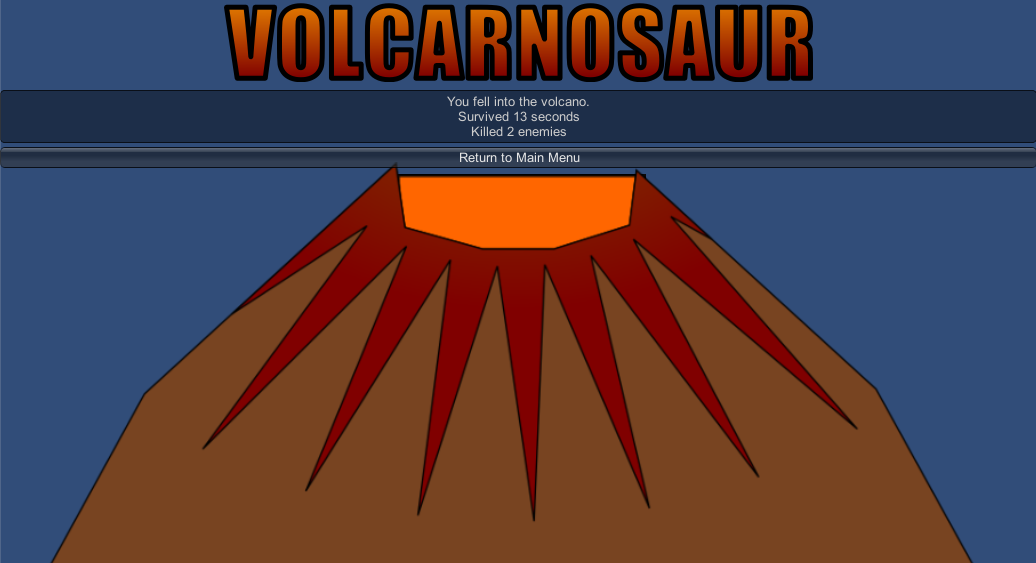 VOLCARNOSAUR
You fell into the volcano.
Survived 13 seconds
Killed 2 enemies
Return to Main Menu